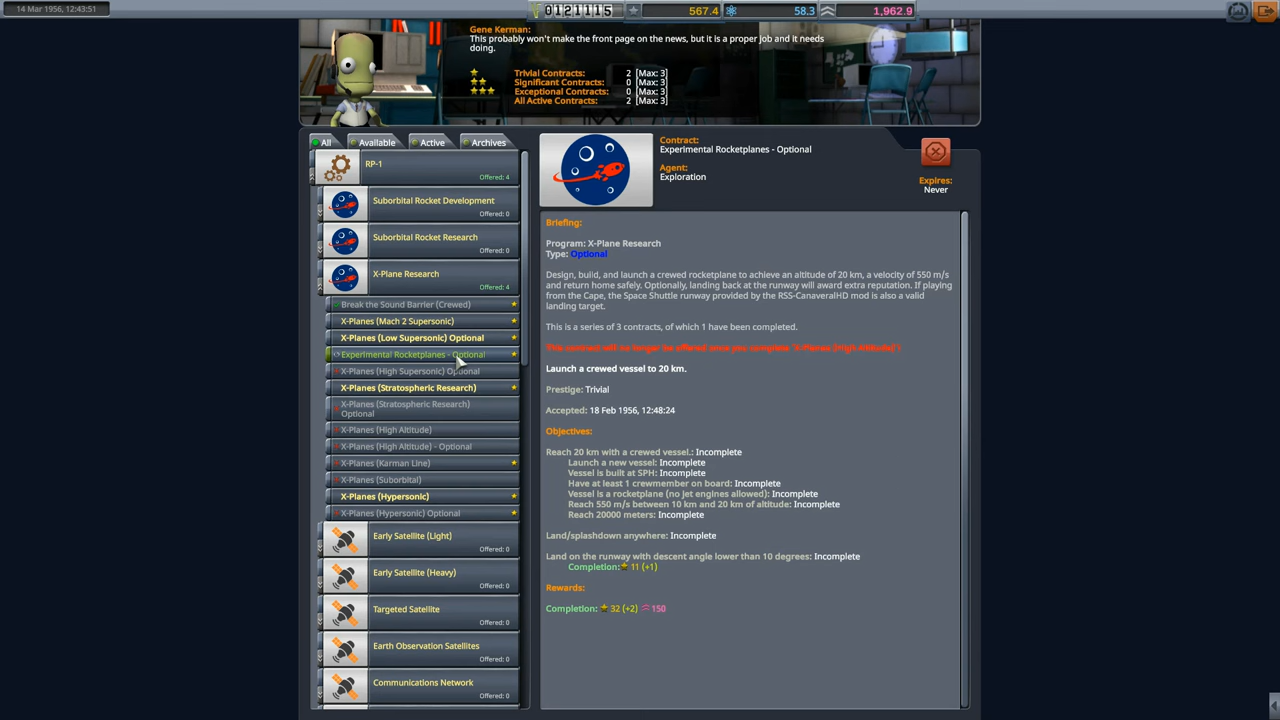 14 Mar 1956, 12:43:51
0121115
567.4
58.3
1,962.9
Gene Kerman:
This probably won't make the front page on the news, but it is a proper job and it needs
doing.
Trivial Contracts: 2 [Max: 3]
Significant Contracts: 0 [Max: 3]
Exceptional Contracts: 0 [Max: 3]
All Active Contracts: 2 [Max: 3]
All
Available
Active
Archives
RP-1
Offered: 4
Suborbital Rocket Development
Offered: 0
Suborbital Rocket Research
Offered: 0
X-Plane Research
Offered: 4
Break the Sound Barrier (Crewed)
X-Planes (Mach 2 Supersonic)
X-Planes (Low Supersonic) Optional
Experimental Rocketplanes - Optional
X-Planes (High Supersonic) Optional
X-Planes (Stratospheric Research)
X-Planes (Stratospheric Research)
Optional
X-Planes (High Altitude)
X-Planes (High Altitude) - Optional
X-Planes (Karman Line)
X-Planes (Suborbital)
X-Planes (Hypersonic)
X-Planes (Hypersonic) Optional
Early Satellite (Light)
Offered: 0
Early Satellite (Heavy)
Offered: 0
Targeted Satellite
Offered: 0
Earth Observation Satellites
Offered: 0
Communications Network
Offered: 0
Contract:
Experimental Rocketplanes - Optional
Agent:
Exploration
Expires:
Never
Briefing:
Program: X-Plane Research
Type: Optional
Design, build, and launch a crewed rocketplane to achieve an altitude of 20 km, a velocity of 550 m/s
and return home safely. Optionally, landing back at the runway will award extra reputation. If playing
from the Cape, the Space Shuttle runway provided by the RSS-CanaveralHD mod is also a valid
landing target.
This is a series of 3 contracts, of which 1 have been completed.
This contract will no longer be offered once you complete "X-Planes (High Altitude)"!
Launch a crewed vessel to 20 km.
Prestige: Trivial
Accepted: 18 Feb 1956, 12:48:24
Objectives:
Reach 20 km with a crewed vessel.: Incomplete
Launch a new vessel: Incomplete
Vessel is built at SPH: Incomplete
Have at least 1 crewmember on board: Incomplete
Vessel is a rocketplane (no jet engines allowed): Incomplete
Reach 550 m/s between 10 km and 20 km of altitude: Incomplete
Reach 20000 meters: Incomplete
Land/splashdown anywhere: Incomplete
Land on the runway with descent angle lower than 10 degrees: Incomplete
Completion: 11 (+1)
Rewards:
Completion: 32 (+2) 150